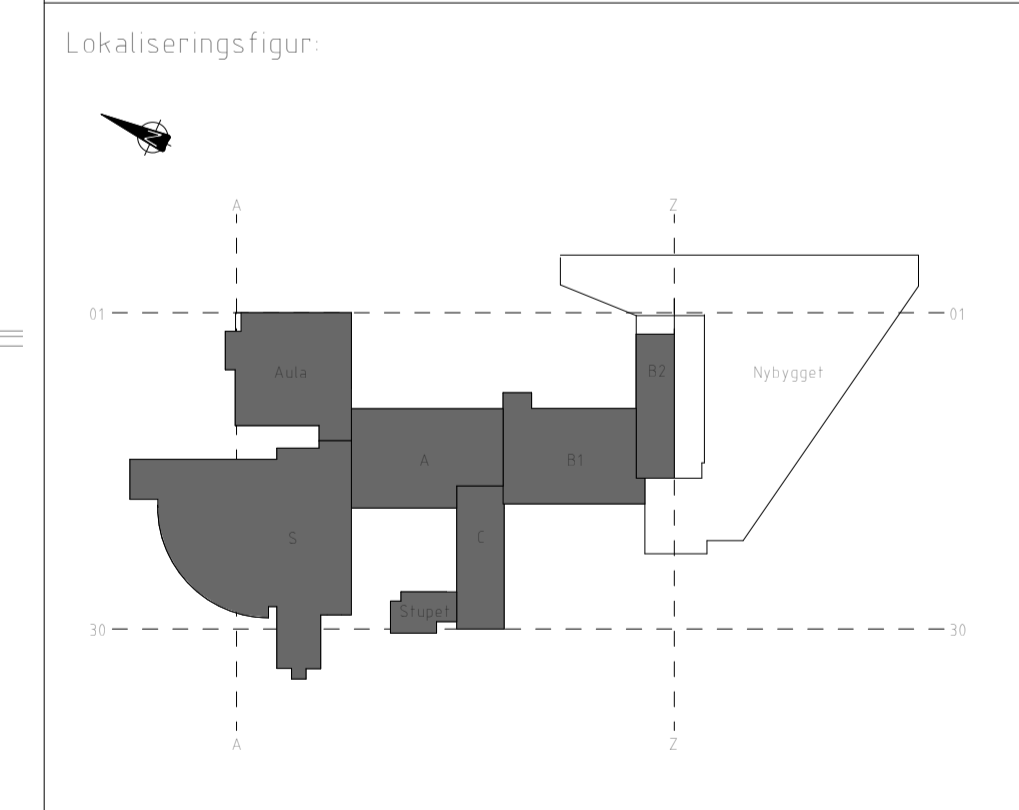 Lokaliseringsfigur:
N
A Z
01 01
Aula B2 Nybygget
A B1
S C
Stupet
30 30
A Z